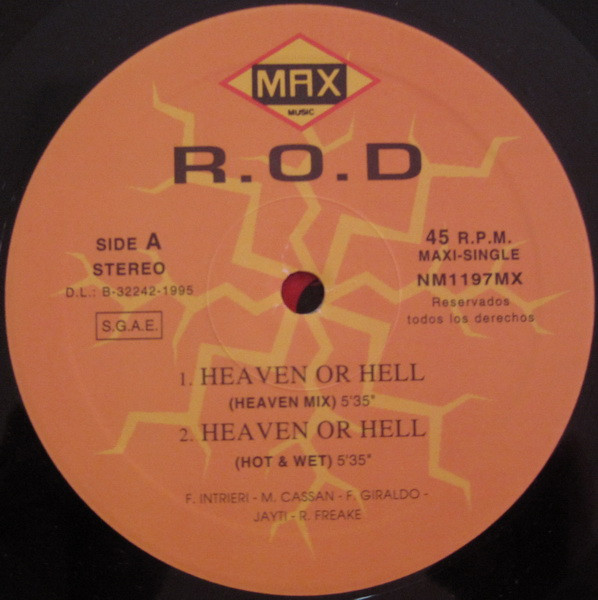 MAX
MUSIC
R.O.D
SIDE A
STEREO
D.L.: B-32242-1995
S.G.A.E.
45 R.P.M.
MAXI-SINGLE
NM1197MX
Reservados
todos los derechos
1. HEAVEN OR HELL
(HEAVEN MIX) 5'35"
2. HEAVEN OR HELL
(HOT & WET) 5'35"
F. INTRIERI - M. CASSAN - F. GIRALDO -
JAYTI - R. FREAKE